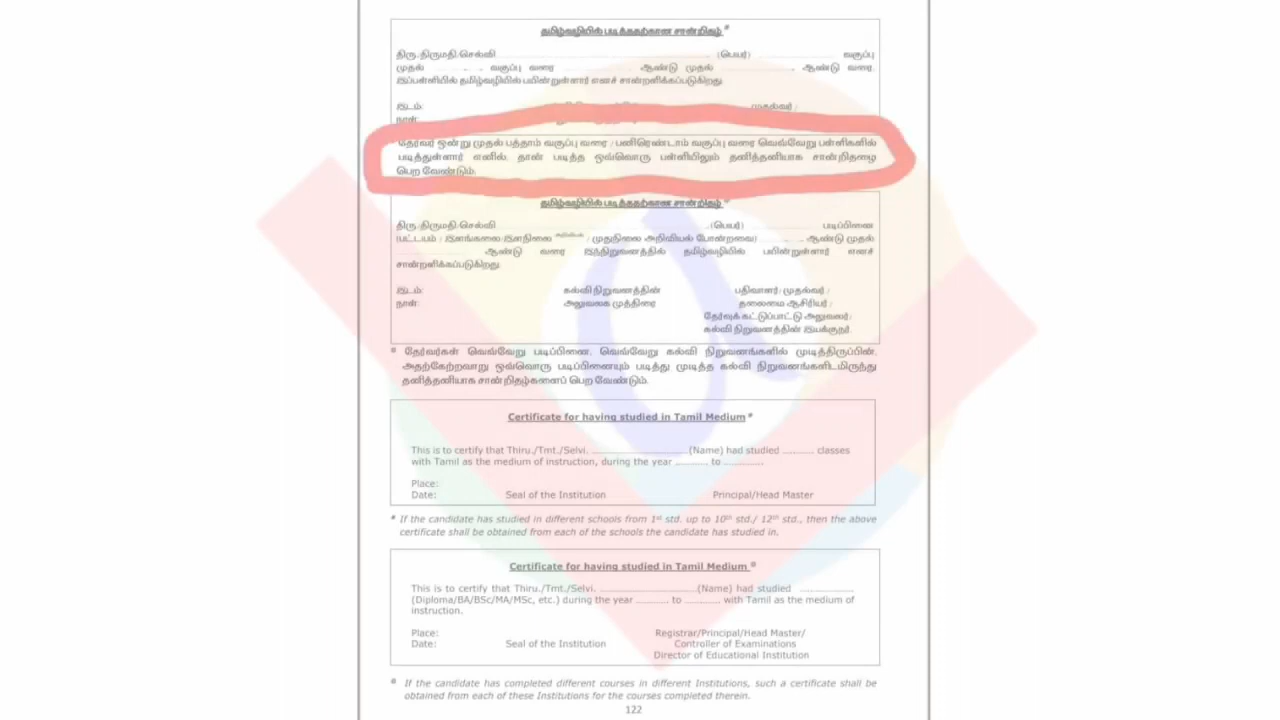 தமிழ்வழியில் படித்ததற்கான சான்றிதழ் #
திரு./திருமதி/செல்வி ........................ (பெயர்) ............ வகுப்பு
முதல் ............ வகுப்பு வரை ............ ஆண்டு முதல் ............ ஆண்டு வரை,
இப்பள்ளியில் தமிழ்வழியில் பயின்றுள்ளார் எனச் சான்றளிக்கப்படுகிறது.
இடம்: முதல்வர் /
நாள்:
தேர்வர் ஒன்று முதல் பத்தாம் வகுப்பு வரை / பனிரெண்டாம் வகுப்பு வரை வெவ்வேறு பள்ளிகளில்
படித்துள்ளார் எனில், தான் படித்த ஒவ்வொரு பள்ளியிலும் தனித்தனியாக சான்றிதழை
பெற வேண்டும்.
தமிழ்வழியில் படித்ததற்கான சான்றிதழ் @
திரு./திருமதி/செல்வி ........................ (பெயர்) ............ படிப்பினை
(பட்டயம் / இளங்கலை/இளநிலை அறிவியல் / முதுநிலை அறிவியல் போன்றவை) ............ ஆண்டு முதல்
............ ஆண்டு வரை இந்நிறுவனத்தில் தமிழ்வழியில் பயின்றுள்ளார் எனச்
சான்றளிக்கப்படுகிறது.
இடம்: கல்வி நிறுவனத்தின் பதிவாளர்/ முதல்வர் /
நாள்: அலுவலக முத்திரை தலைமை ஆசிரியர் /
தேர்வுக் கட்டுப்பாட்டு அலுவலர்/
கல்வி நிறுவனத்தின் இயக்குநர்.
@ தேர்வர்கள் வெவ்வேறு படிப்பினை, வெவ்வேறு கல்வி நிறுவனங்களில் முடித்திருப்பின்,
அதற்கேற்றவாறு ஒவ்வொரு படிப்பினையும் படித்து முடித்த கல்வி நிறுவனங்களிடமிருந்து
தனித்தனியாக சான்றிதழ்களைப் பெற வேண்டும்.
Certificate for having studied in Tamil Medium #
This is to certify that Thiru./Tmt./Selvi. ........................(Name) had studied ............ classes
with Tamil as the medium of instruction, during the year ............ to .............
Place:
Date: Seal of the Institution Principal/Head Master
# If the candidate has studied in different schools from 1st std. up to 10th std./ 12th std., then the above
certificate shall be obtained from each of the schools the candidate has studied in.
Certificate for having studied in Tamil Medium @
This is to certify that Thiru./Tmt./Selvi. ........................(Name) had studied ............
(Diploma/BA/BSc/MA/MSc, etc.) during the year ............ to ............ with Tamil as the medium of
instruction.
Place: Registrar/Principal/Head Master/
Date: Seal of the Institution Controller of Examinations
Director of Educational Institution
@ If the candidate has completed different courses in different Institutions, such a certificate shall be
obtained from each of these Institutions for the courses completed therein.
122